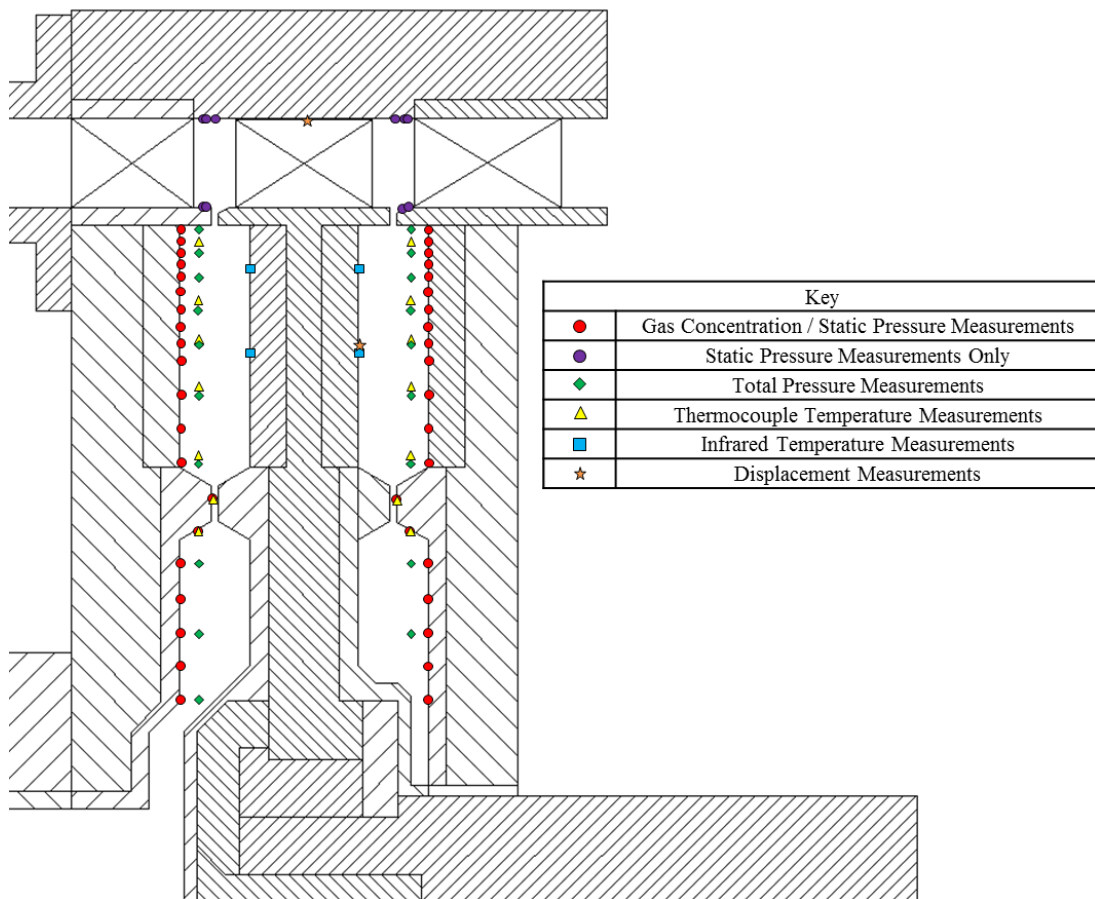 Key
Gas Concentration / Static Pressure Measurements
Static Pressure Measurements Only
Total Pressure Measurements
Thermocouple Temperature Measurements
Infrared Temperature Measurements
Displacement Measurements